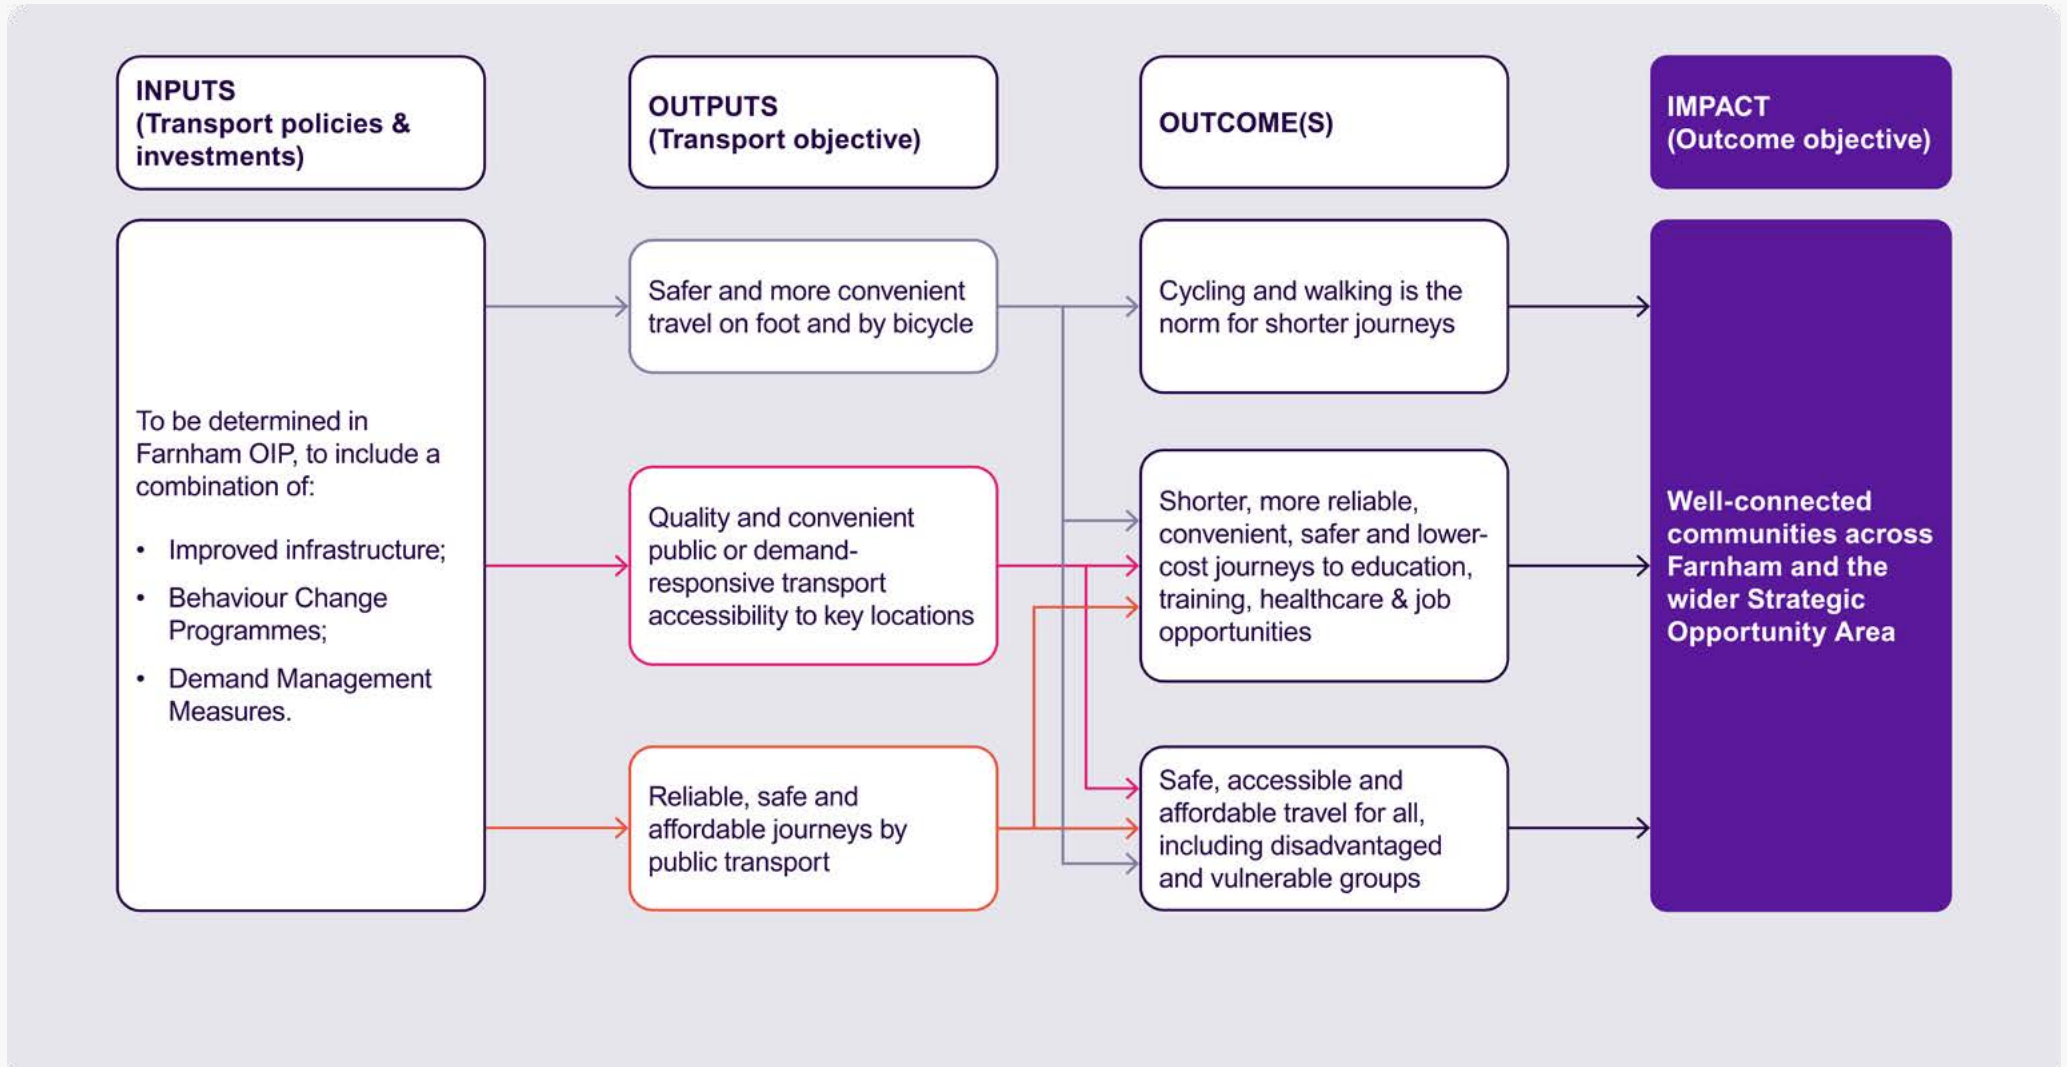 INPUTS
(Transport policies &
investments)
OUTPUTS
(Transport objective)
OUTCOME(S)
IMPACT
(Outcome objective)
To be determined in
Farnham OIP, to include a
combination of:
• Improved infrastructure;
• Behaviour Change
Programmes;
• Demand Management
Measures.
Safer and more convenient
travel on foot and by bicycle
Quality and convenient
public or demand-
responsive transport
accessibility to key locations
Reliable, safe and
affordable journeys by
public transport
Cycling and walking is the
norm for shorter journeys
Shorter, more reliable,
convenient, safer and lower-
cost journeys to education,
training, healthcare & job
opportunities
Safe, accessible and
affordable travel for all,
including disadvantaged
and vulnerable groups
Well-connected
communities across
Farnham and the
wider Strategic
Opportunity Area